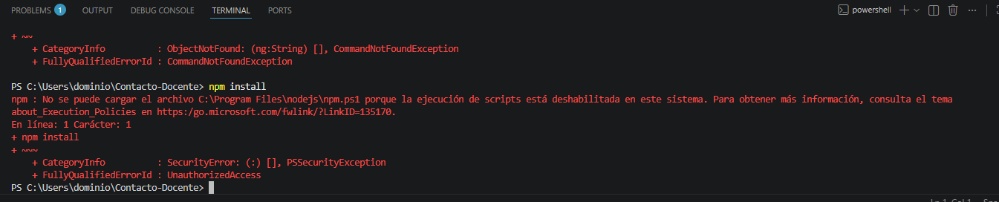 PROBLEMS 1 OUTPUT DEBUG CONSOLE TERMINAL PORTS powershell
+ ~~
+ CategoryInfo : ObjectNotFound: (ng:String) [], CommandNotFoundException
+ FullyQualifiedErrorId : CommandNotFoundException
PS C:\Users\dominio\Contacto-Docente> npm install
npm : No se puede cargar el archivo C:\Program Files\nodejs\npm.ps1 porque la ejecución de scripts está deshabilitada en este sistema. Para obtener más información, consulta el tema
about_Execution_Policies en https:/go.microsoft.com/fwlink/?LinkID=135170.
En línea: 1 Carácter: 1
+ npm install
+ ~~~
+ CategoryInfo : SecurityError: (:) [], PSSecurityException
+ FullyQualifiedErrorId : UnauthorizedAccess
PS C:\Users\dominio\Contacto-Docente>